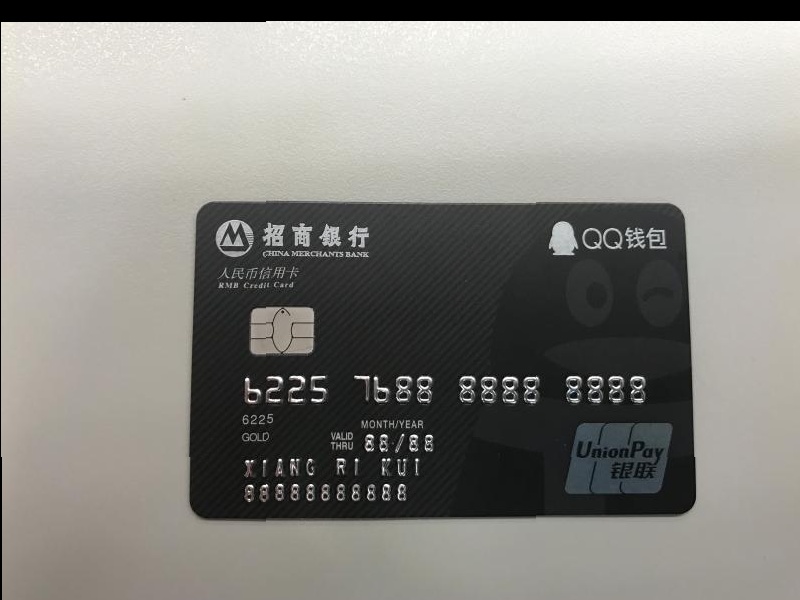 招商银行
CHINA MERCHANTS BANK
QQ钱包
人民币信用卡
RMB Credit Card
6225 7688 8888 8888
6225
MONTH/YEAR
GOLD
VALID THRU 88/88
XIANG RI KUI
88888888888
UnionPay
银联